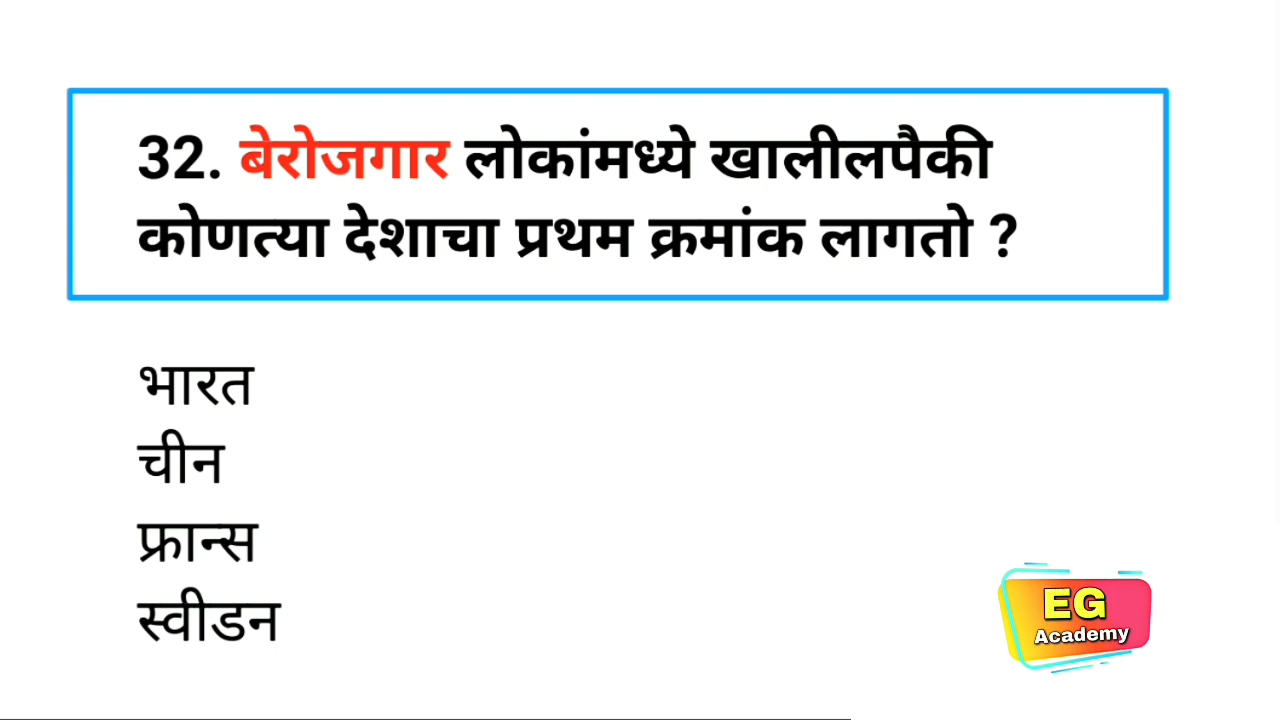 32. बेरोजगार लोकांमध्ये खालीलपैकी
कोणत्या देशाचा प्रथम क्रमांक लागतो ?
भारत
चीन
फ्रान्स
स्वीडन
EG
Academy